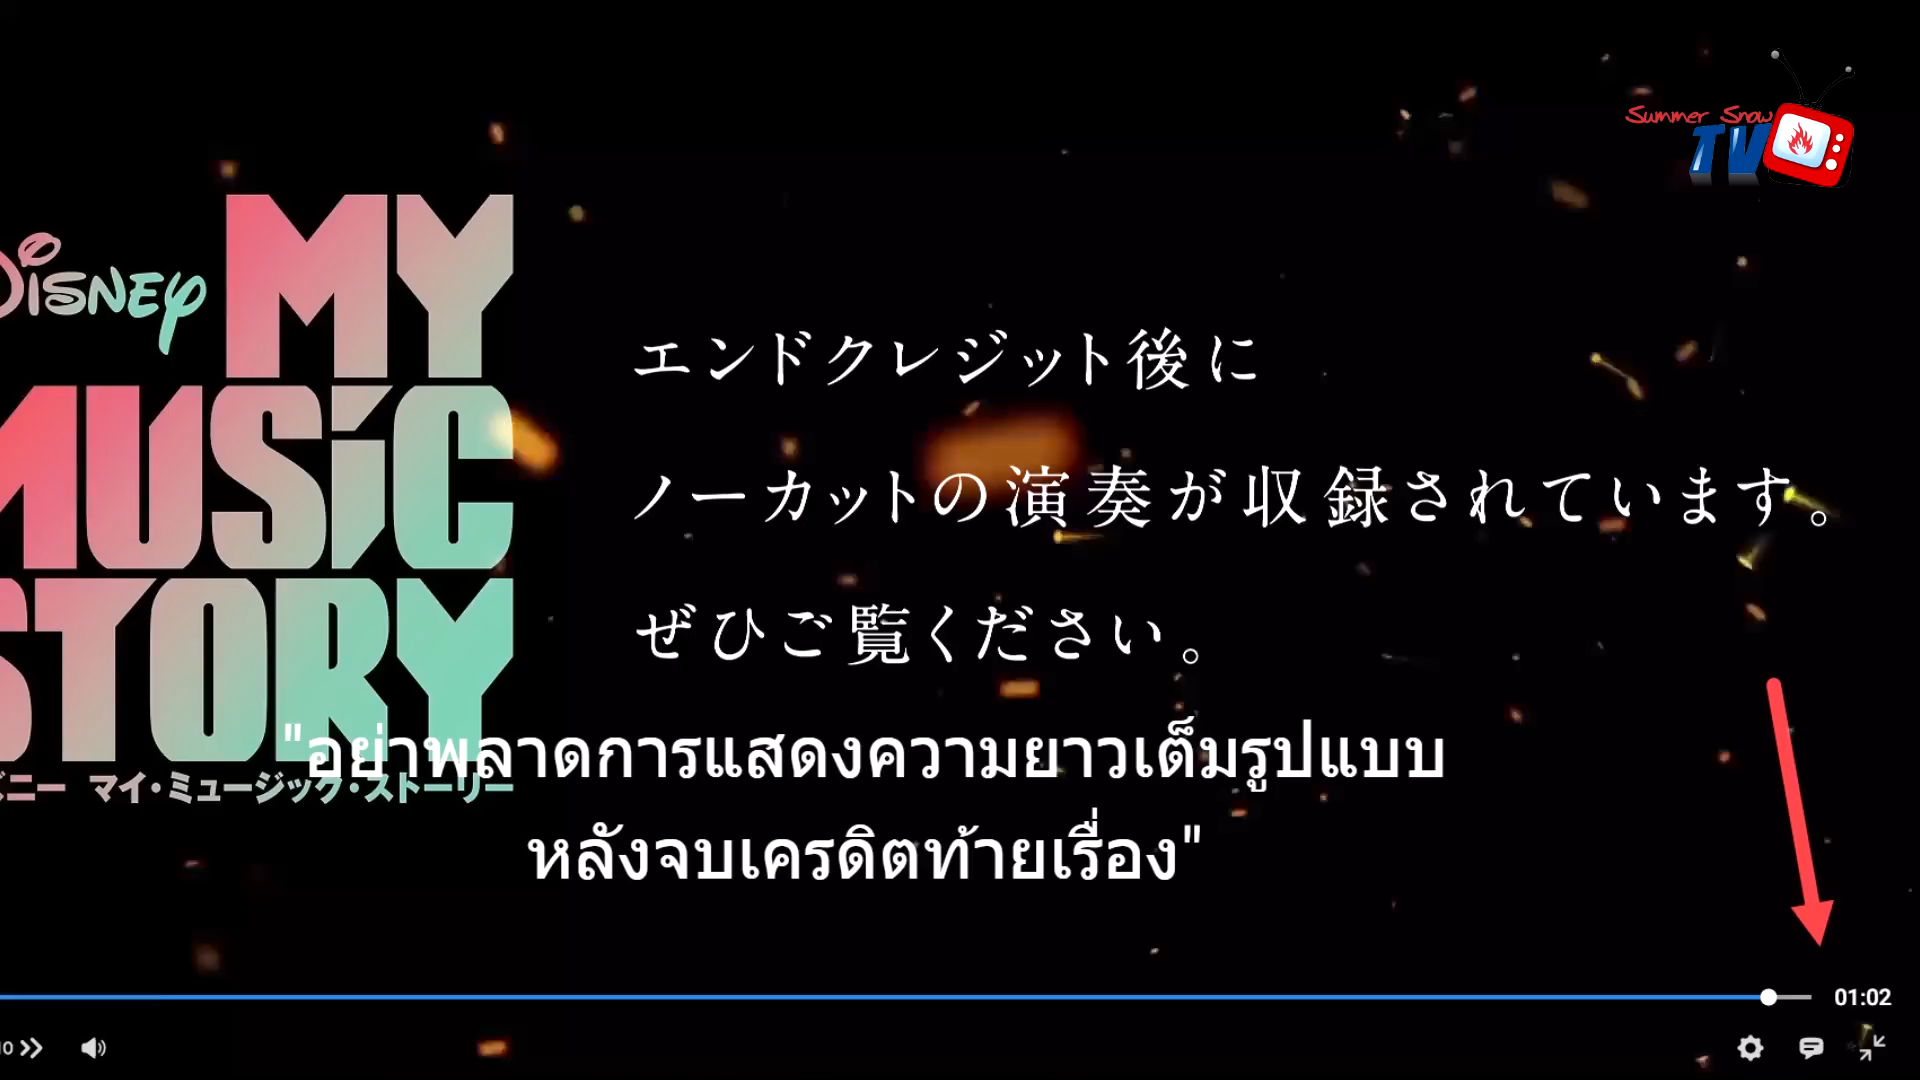 Summer Snow
TV
DISNEY MY
MUSIC
STORY
ズニー マイ・ミュージック・ストーリー
エンドクレジット後に
ノーカットの演奏が収録されています。
ぜひご覧ください。
"อย่าพลาดการแสดงความยาวเต็มรูปแบบ
หลังจบเครดิตท้ายเรื่อง"
01:02
10